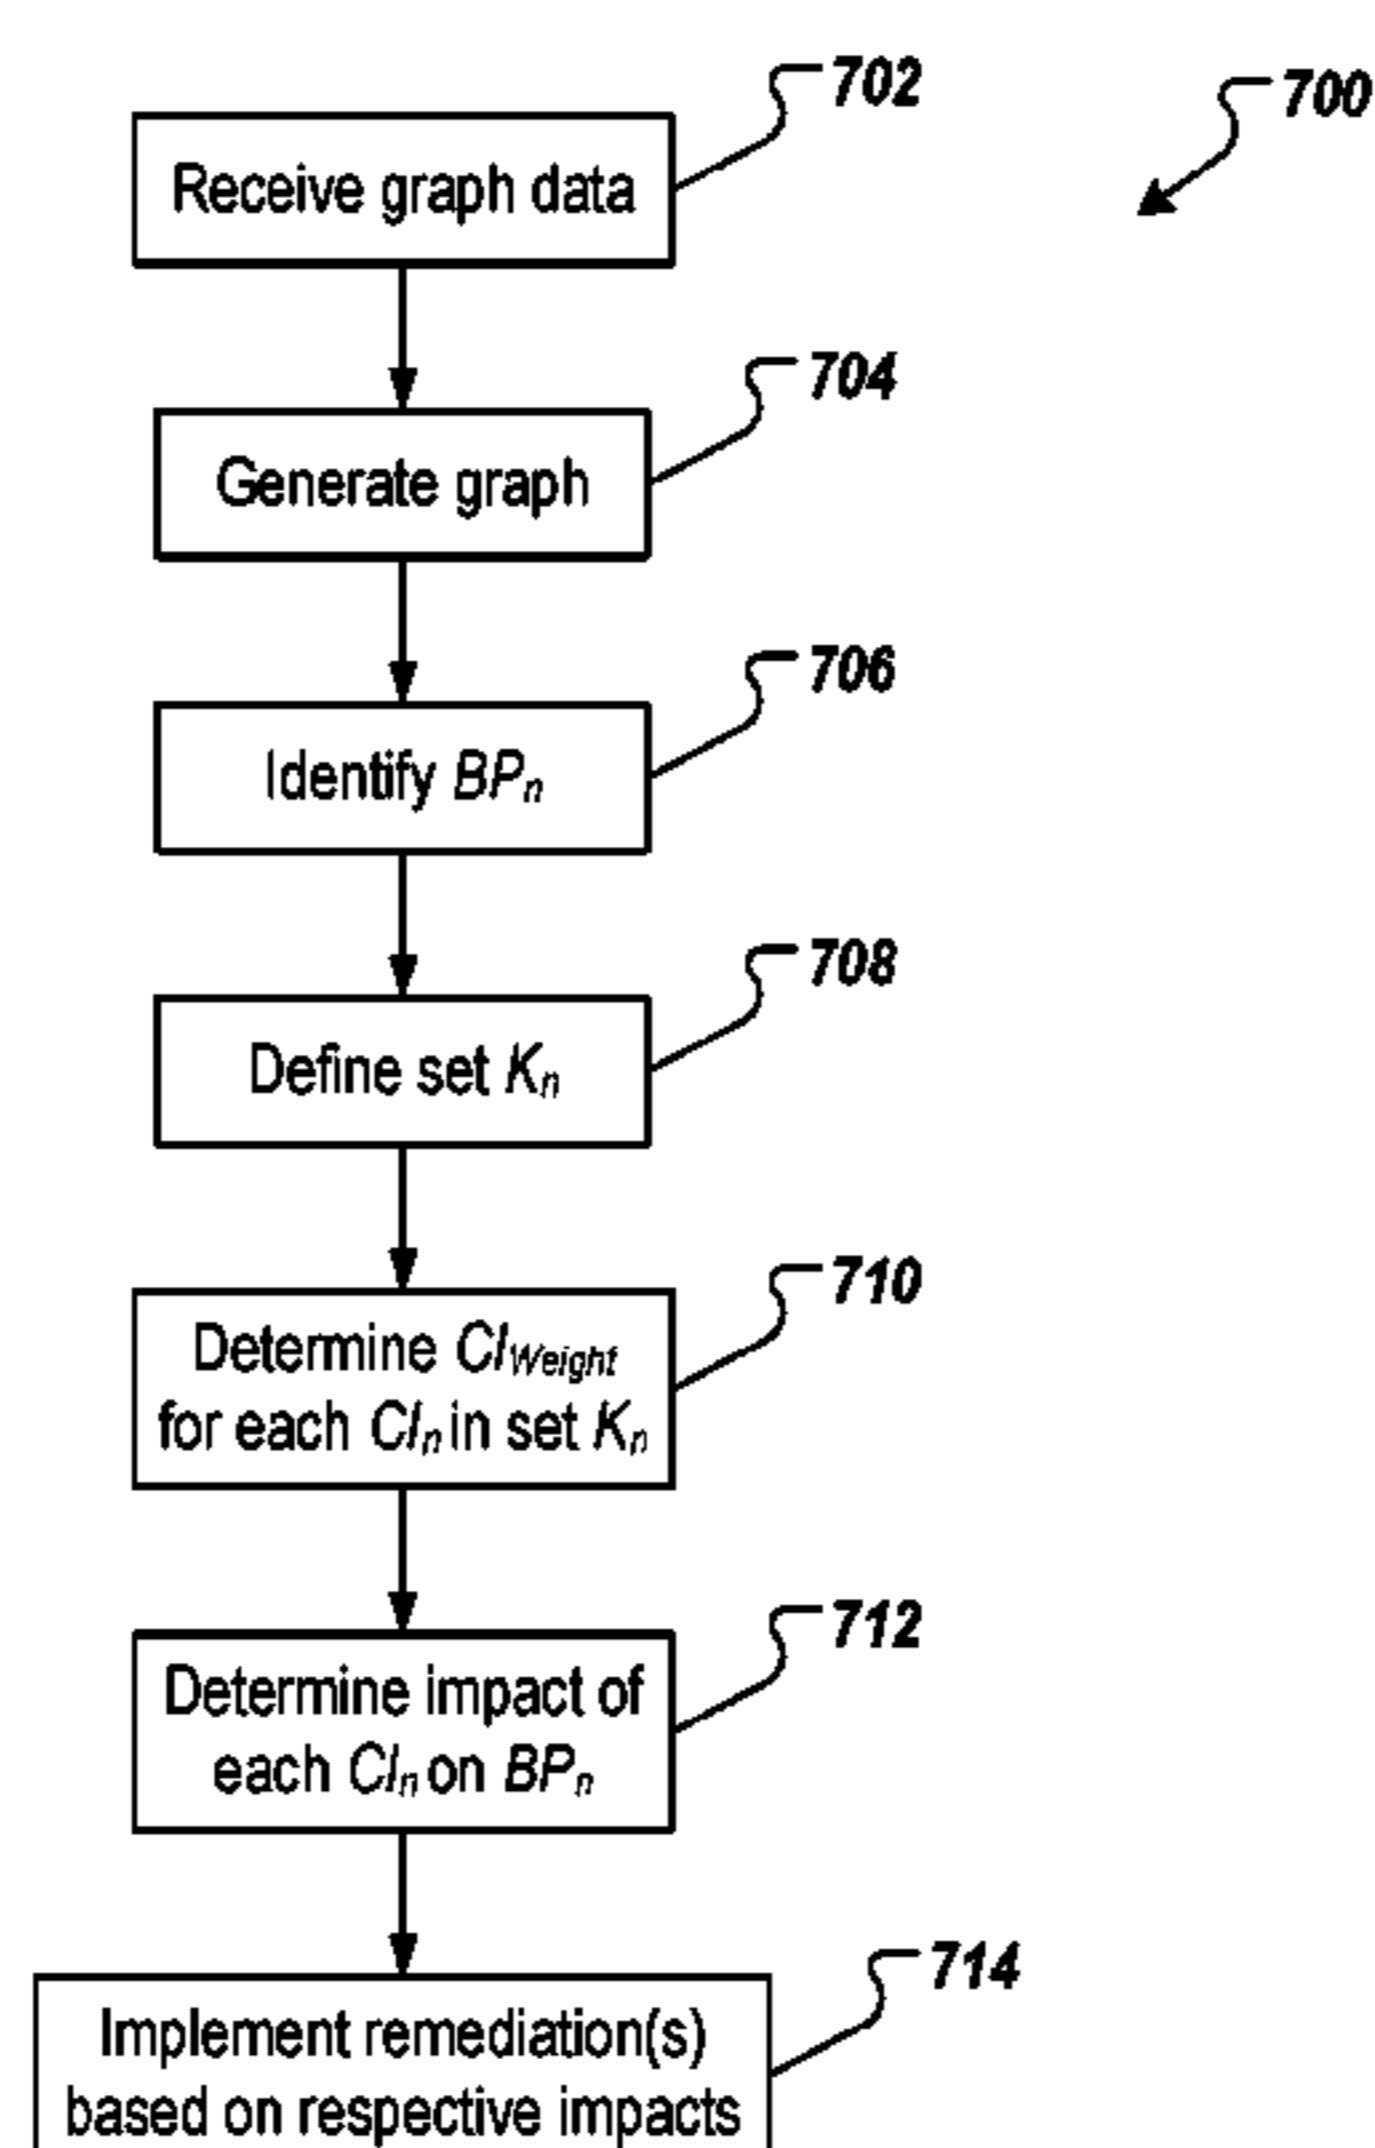 702
700
Receive graph data
704
Generate graph
706
Identify BPn
708
Define set Kn
710
Determine CIWeight
for each CIn in set Kn
712
Determine impact of
each CIn on BPn
714
Implement remediation(s)
based on respective impacts